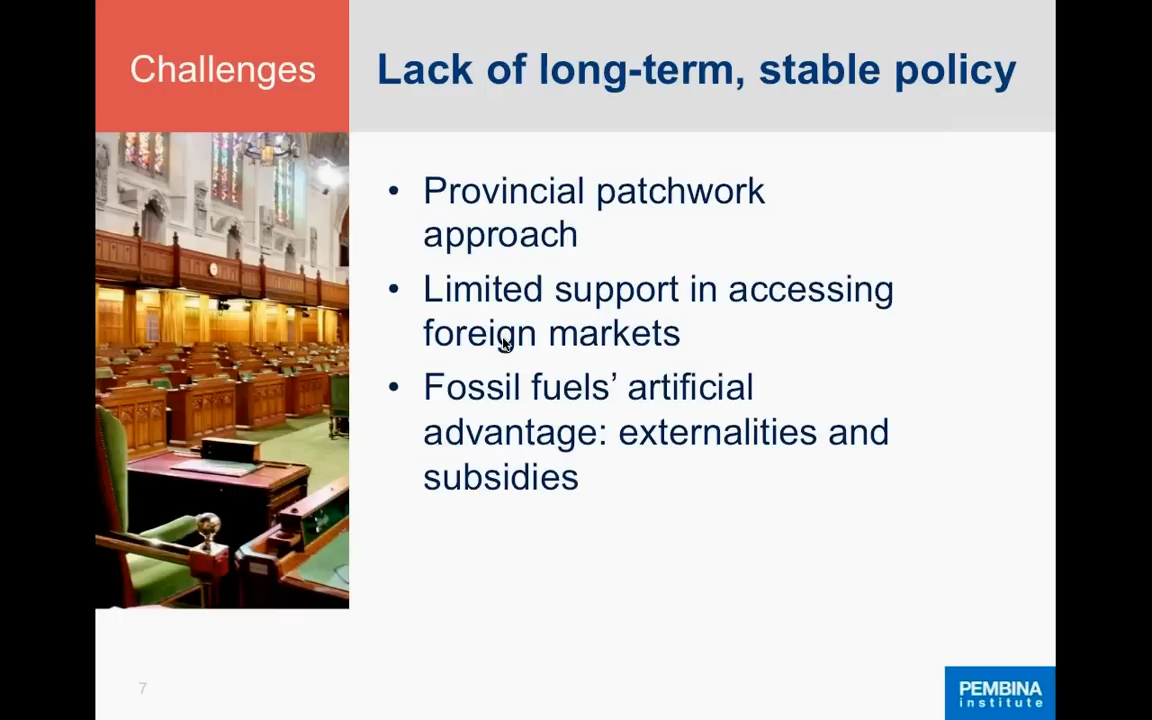 Challenges
Lack of long-term, stable policy
• Provincial patchwork
approach
• Limited support in accessing
foreign markets
• Fossil fuels’ artificial
advantage: externalities and
subsidies
7
PEMBINA
institute